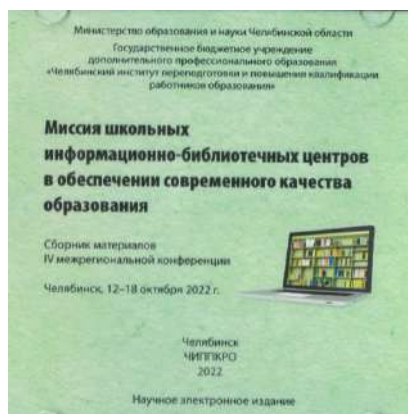 Министерство образования и науки Челябинской области
Государственное бюджетное учреждение
дополнительного профессионального образования
«Челябинский институт переподготовки и повышения квалификации
работников образования»
Миссия школьных
информационно-библиотечных центров
в обеспечении современного качества
образования
Сборник материалов
IV межрегиональной конференции
Челябинск, 12–18 октября 2022 г.
Челябинск
ЧИППКРО
2022
Научное электронное издание